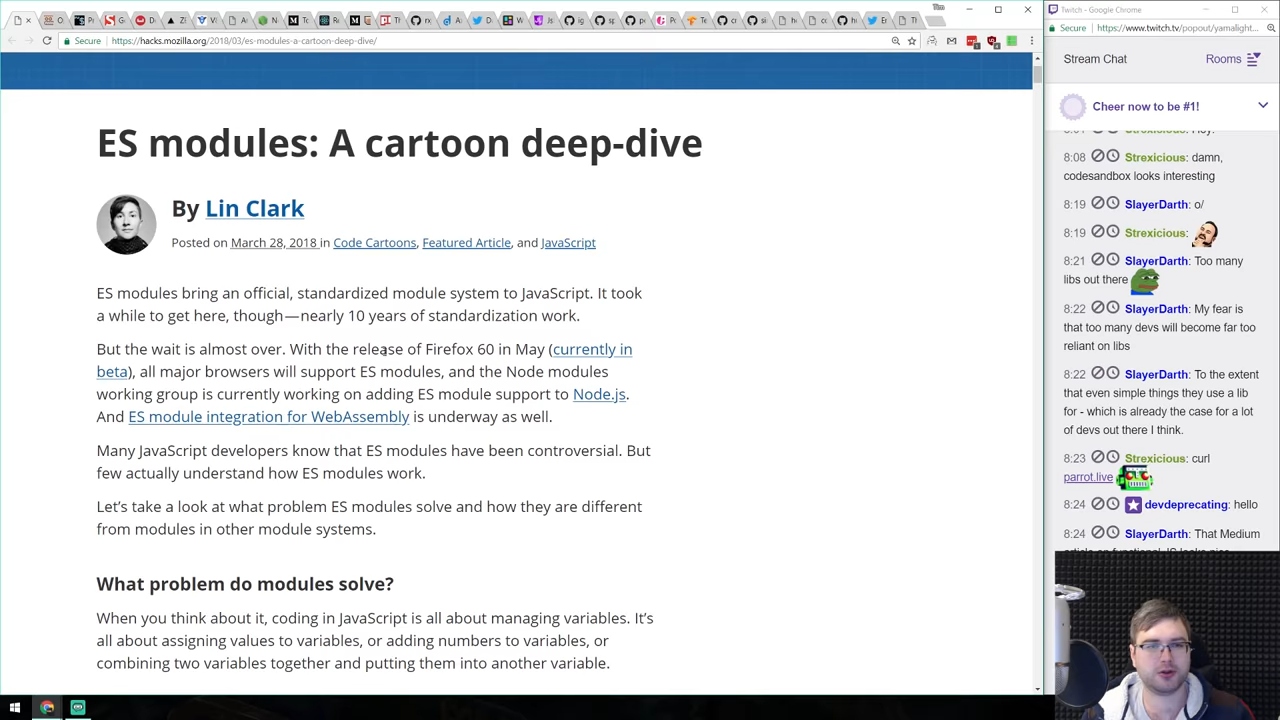 Secure
https://hacks.mozilla.org/2018/03/es-modules-a-cartoon-deep-dive/
ES modules: A cartoon deep-dive
By Lin Clark
Posted on March 28, 2018 in Code Cartoons, Featured Article, and JavaScript
ES modules bring an official, standardized module system to JavaScript. It took
a while to get here, though—nearly 10 years of standardization work.
But the wait is almost over. With the release of Firefox 60 in May (currently in
beta), all major browsers will support ES modules, and the Node modules
working group is currently working on adding ES module support to Node.js.
And ES module integration for WebAssembly is underway as well.
Many JavaScript developers know that ES modules have been controversial. But
few actually understand how ES modules work.
Let's take a look at what problem ES modules solve and how they are different
from modules in other module systems.
What problem do modules solve?
When you think about it, coding in JavaScript is all about managing variables. It's
all about assigning values to variables, or adding numbers to variables, or
combining two variables together and putting them into another variable.
Twitch - Google Chrome
Secure
https://www.twitch.tv/popout/yamalight...
Stream Chat
Rooms
Cheer now to be #1!
8:08 Strexicious: damn,
codesandbox looks interesting
8:19 SlayerDarth: o/
8:19 Strexicious:
8:21 SlayerDarth: Too many
libs out there
8:22 SlayerDarth: My fear is
that too many devs will become far too
reliant on libs
8:22 SlayerDarth: To the extent
that even simple things they use a lib
for - which is already the case for a lot
of devs out there I think.
8:23 Strexicious: curl
parrot.live
8:24 devdeprecating: hello
8:24 SlayerDarth: That Medium